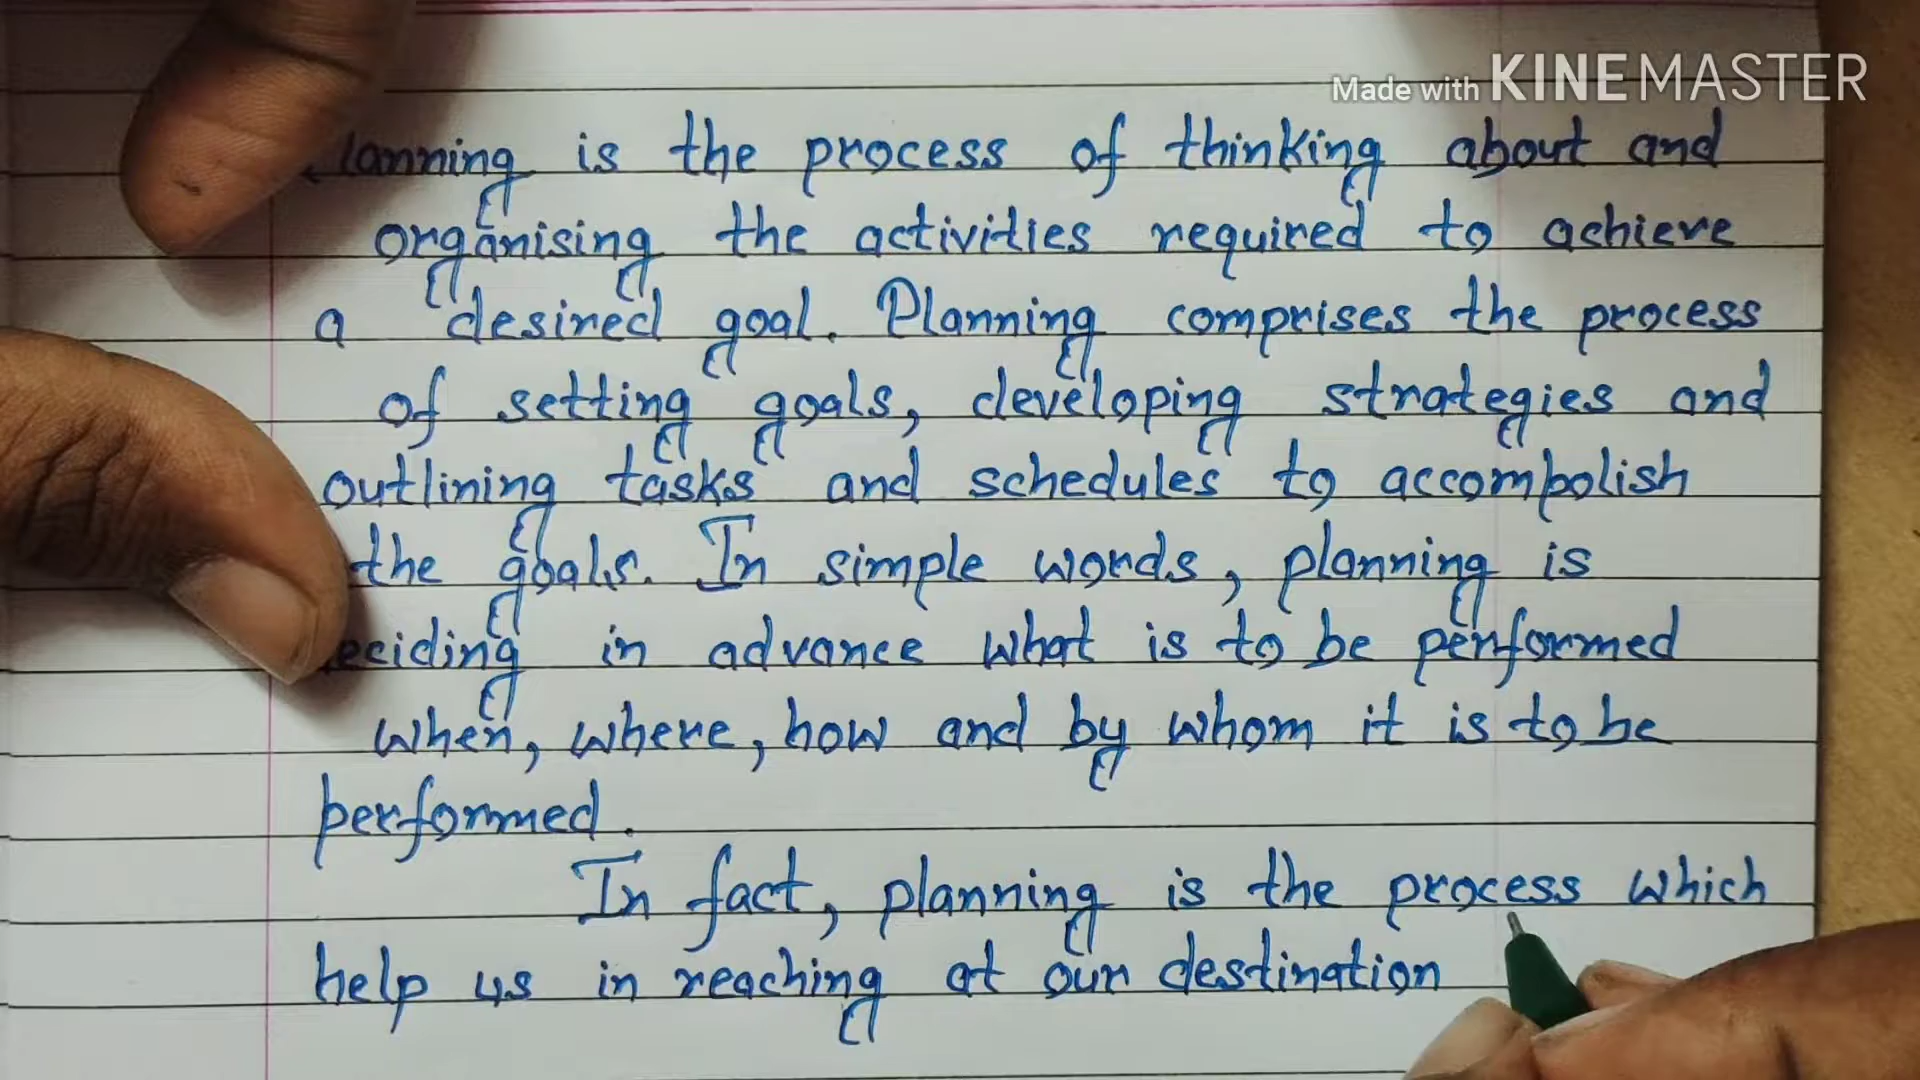 Made with KINEMASTER
lanning is the process of thinking about and
organising the activities required to achieve
a desired goal. Planning comprises the process
of setting goals, developing strategies and
outlining tasks and schedules to accompolish
the goals. In simple words, planning is
eciding in advance what is to be performed
when, where, how and by whom it is to be
performed.
In fact, planning is the process which
help us in reaching at our destination